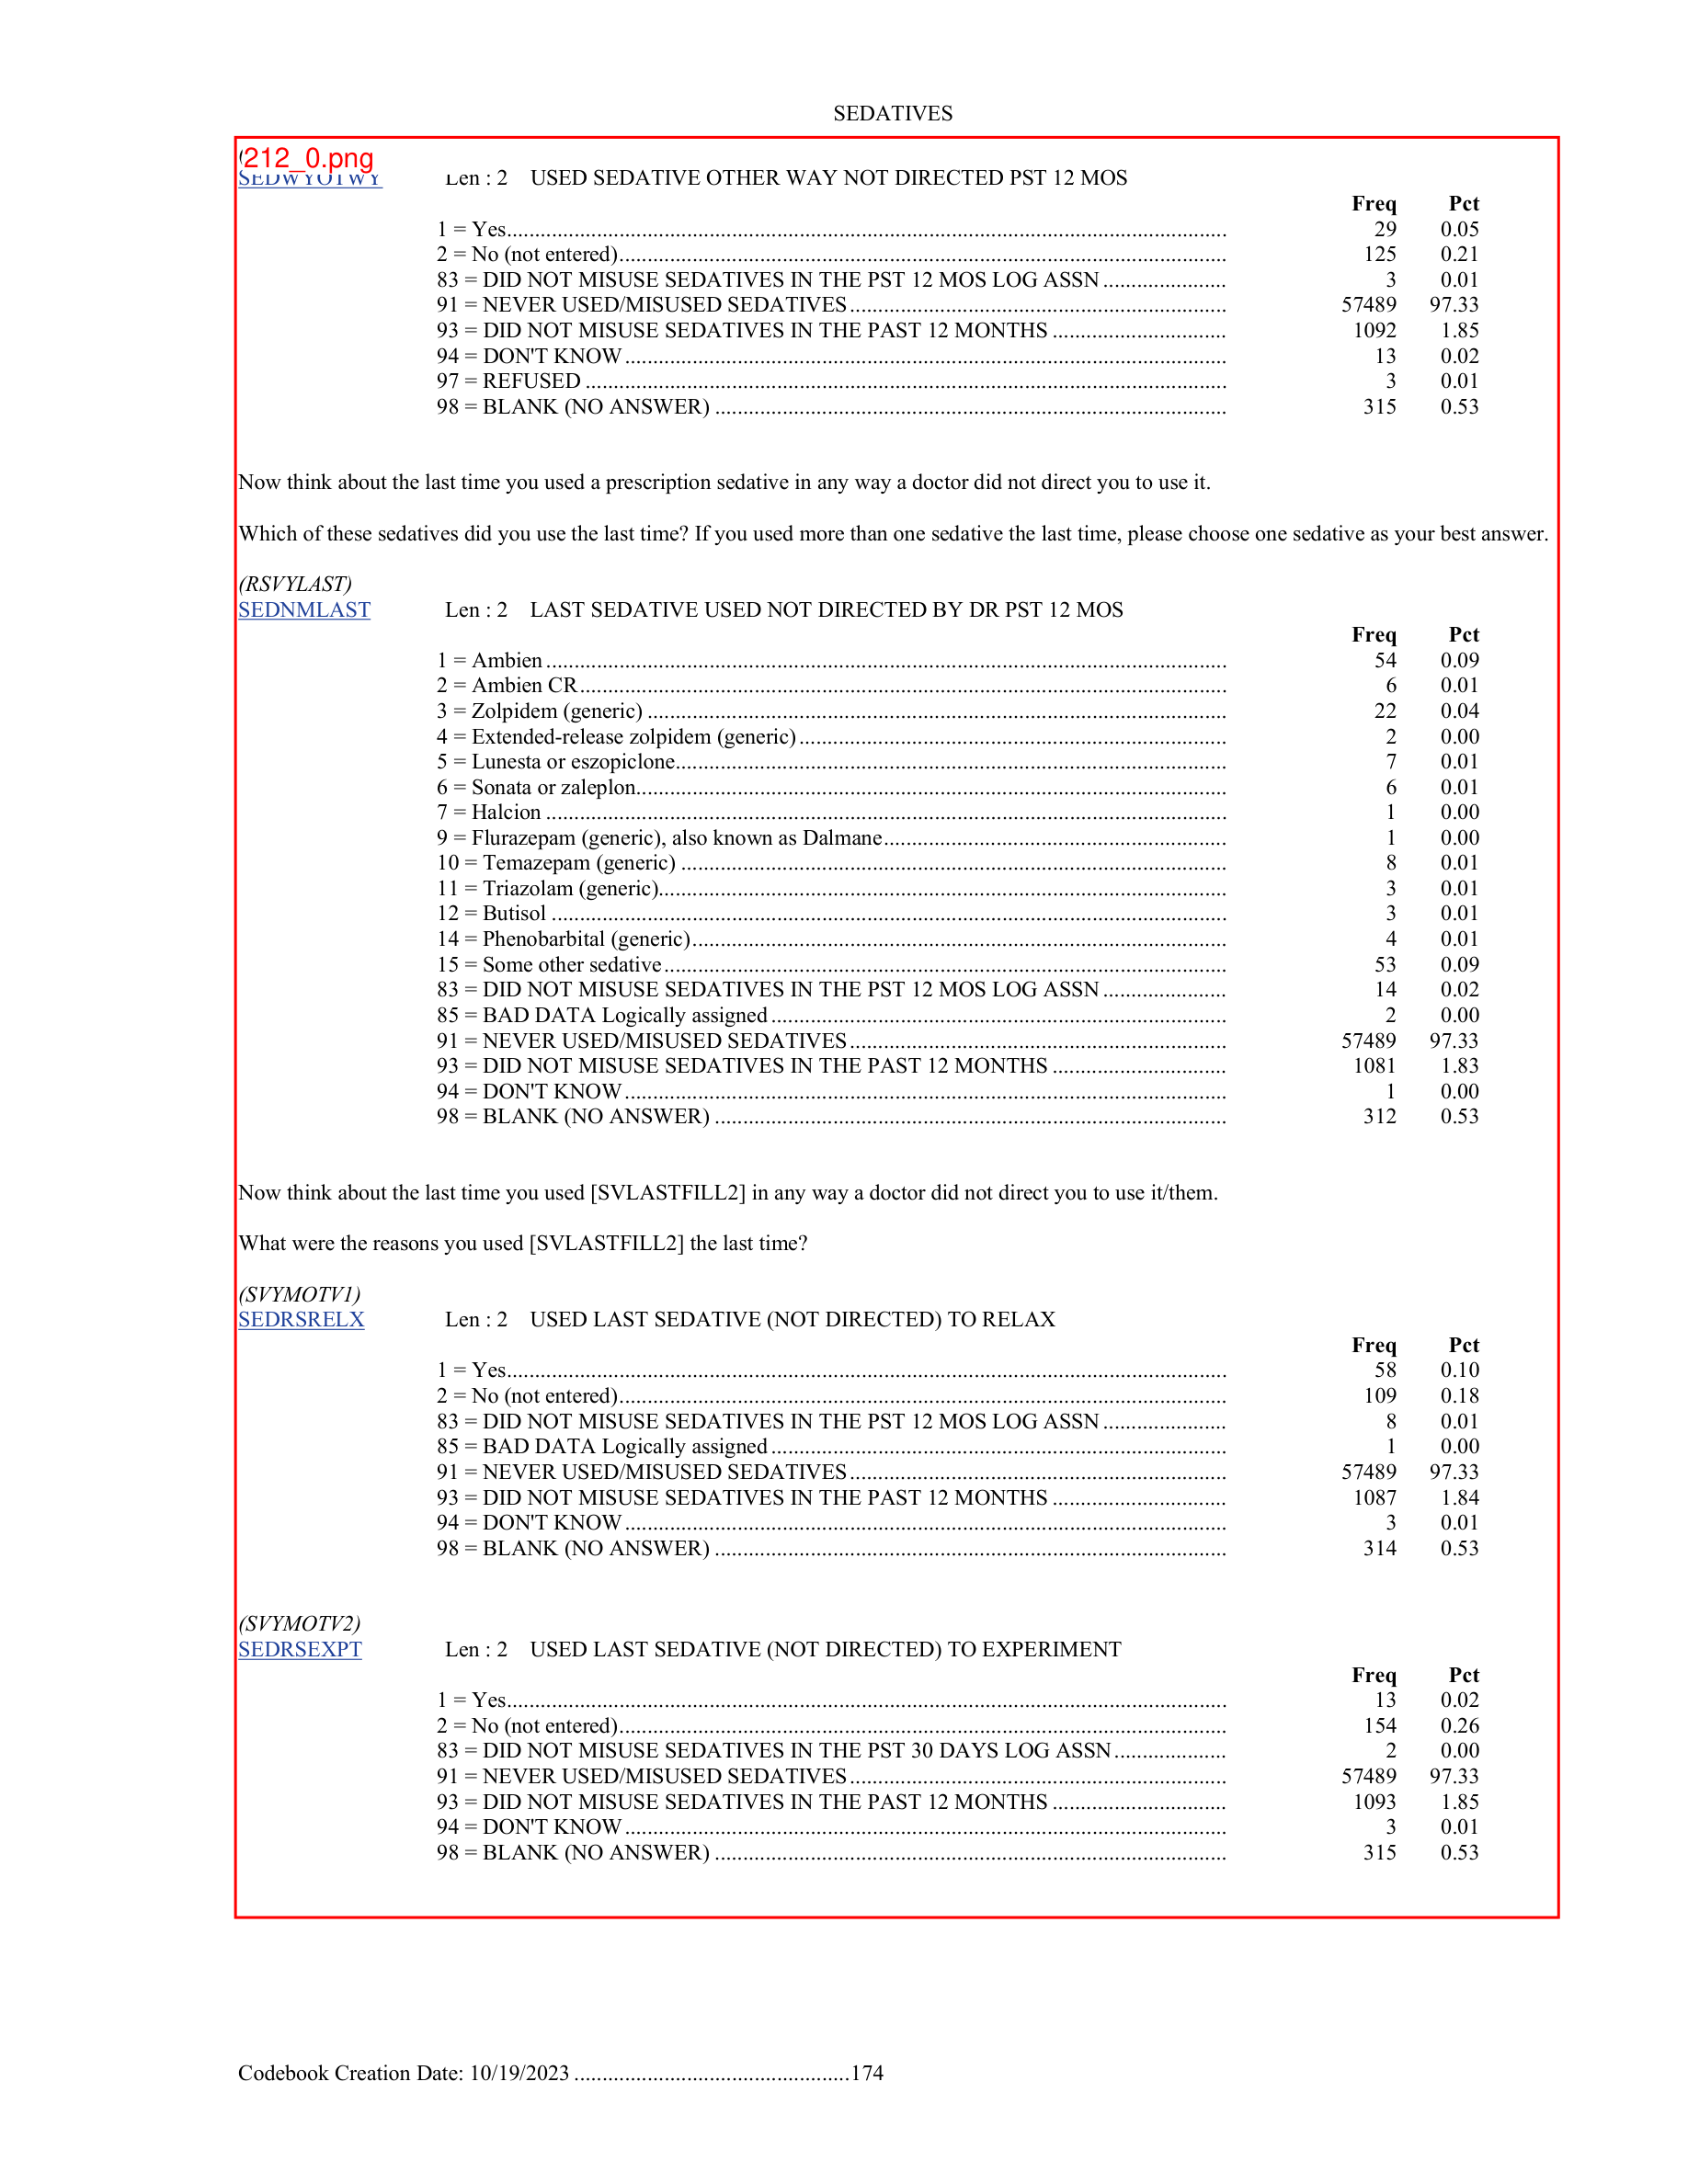 SEDATIVES
212_0.png
SEDWYOTWY Len : 2 USED SEDATIVE OTHER WAY NOT DIRECTED PST 12 MOS
Freq Pct
1 = Yes 29 0.05
2 = No (not entered) 125 0.21
83 = DID NOT MISUSE SEDATIVES IN THE PST 12 MOS LOG ASSN 3 0.01
91 = NEVER USED/MISUSED SEDATIVES 57489 97.33
93 = DID NOT MISUSE SEDATIVES IN THE PAST 12 MONTHS 1092 1.85
94 = DON'T KNOW 13 0.02
97 = REFUSED 3 0.01
98 = BLANK (NO ANSWER) 315 0.53
Now think about the last time you used a prescription sedative in any way a doctor did not direct you to use it.
Which of these sedatives did you use the last time? If you used more than one sedative the last time, please choose one sedative as your best answer.
(RSVYLAST)
SEDNMLAST Len : 2 LAST SEDATIVE USED NOT DIRECTED BY DR PST 12 MOS
Freq Pct
1 = Ambien 54 0.09
2 = Ambien CR 6 0.01
3 = Zolpidem (generic) 22 0.04
4 = Extended-release zolpidem (generic) 2 0.00
5 = Lunesta or eszopiclone 7 0.01
6 = Sonata or zaleplon 6 0.01
7 = Halcion 1 0.00
9 = Flurazepam (generic), also known as Dalmane 1 0.00
10 = Temazepam (generic) 8 0.01
11 = Triazolam (generic) 3 0.01
12 = Butisol 3 0.01
14 = Phenobarbital (generic) 4 0.01
15 = Some other sedative 53 0.09
83 = DID NOT MISUSE SEDATIVES IN THE PST 12 MOS LOG ASSN 14 0.02
85 = BAD DATA Logically assigned 2 0.00
91 = NEVER USED/MISUSED SEDATIVES 57489 97.33
93 = DID NOT MISUSE SEDATIVES IN THE PAST 12 MONTHS 1081 1.83
94 = DON'T KNOW 1 0.00
98 = BLANK (NO ANSWER) 312 0.53
Now think about the last time you used [SVLASTFILL2] in any way a doctor did not direct you to use it/them.
What were the reasons you used [SVLASTFILL2] the last time?
(SVYMOTV1)
SEDRSRELX Len : 2 USED LAST SEDATIVE (NOT DIRECTED) TO RELAX
Freq Pct
1 = Yes 58 0.10
2 = No (not entered) 109 0.18
83 = DID NOT MISUSE SEDATIVES IN THE PST 12 MOS LOG ASSN 8 0.01
85 = BAD DATA Logically assigned 1 0.00
91 = NEVER USED/MISUSED SEDATIVES 57489 97.33
93 = DID NOT MISUSE SEDATIVES IN THE PAST 12 MONTHS 1087 1.84
94 = DON'T KNOW 3 0.01
98 = BLANK (NO ANSWER) 314 0.53
(SVYMOTV2)
SEDRSEXPT Len : 2 USED LAST SEDATIVE (NOT DIRECTED) TO EXPERIMENT
Freq Pct
1 = Yes 13 0.02
2 = No (not entered) 154 0.26
83 = DID NOT MISUSE SEDATIVES IN THE PST 30 DAYS LOG ASSN 2 0.00
91 = NEVER USED/MISUSED SEDATIVES 57489 97.33
93 = DID NOT MISUSE SEDATIVES IN THE PAST 12 MONTHS 1093 1.85
94 = DON'T KNOW 3 0.01
98 = BLANK (NO ANSWER) 315 0.53
Codebook Creation Date: 10/19/2023 174